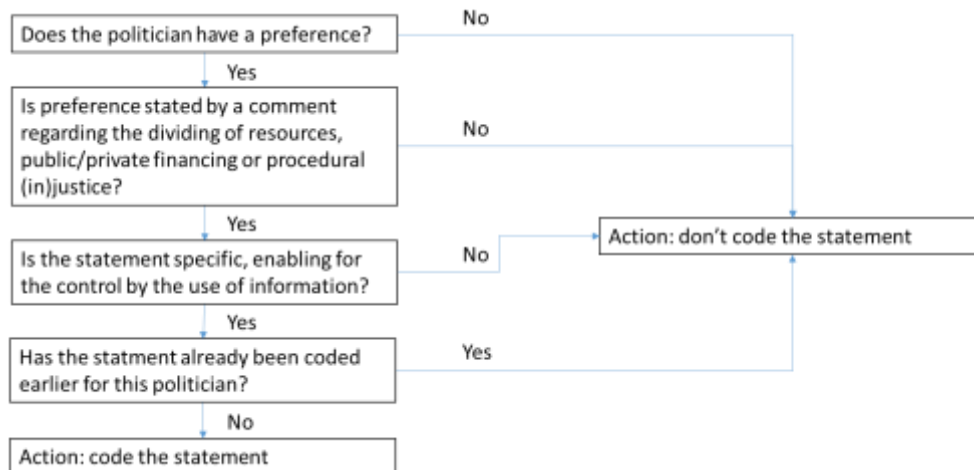 No
Does the politician have a preference?
Yes
Is preference stated by a comment
regarding the dividing of resources,
public/private financing or procedural
(in)justice?
No
Yes
Action: don't code the statement
Is the statement specific, enabling for
the control by the use of information?
No
Yes
Has the statment already been coded
earlier for this politician?
Yes
No
Action: code the statement